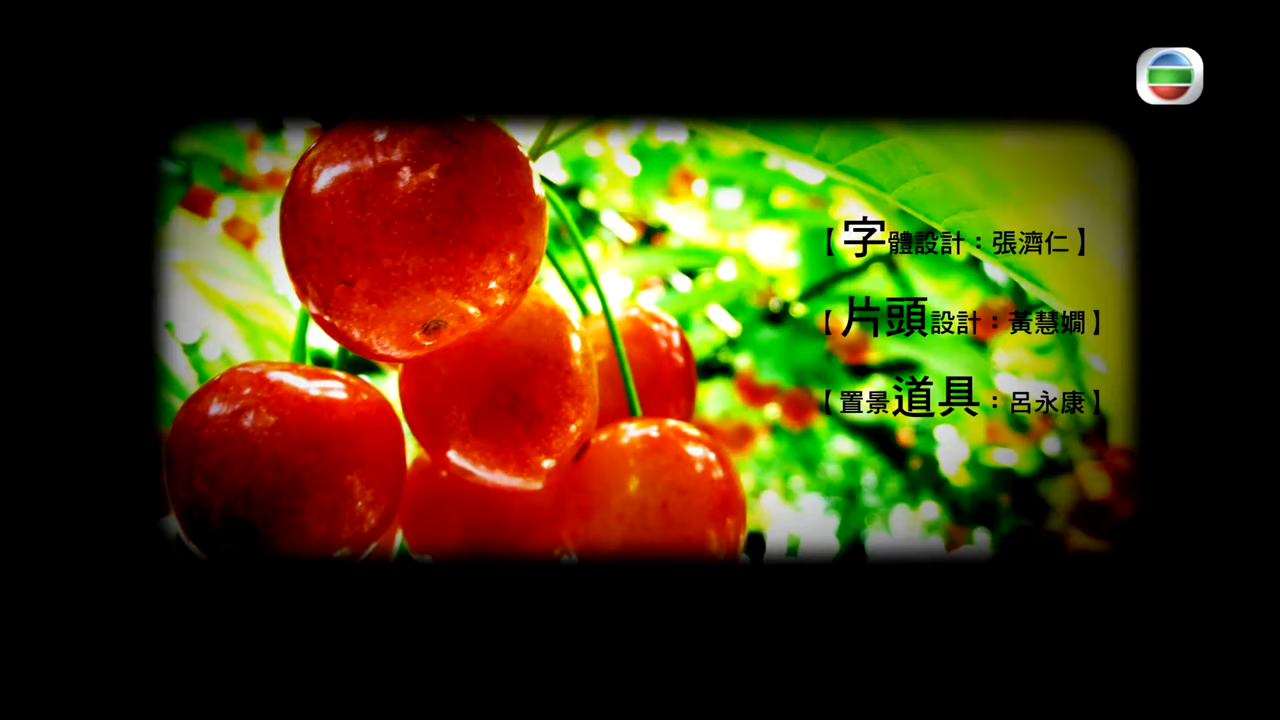 【字體設計：張濟仁】
【片頭設計：黃慧嫺】
【置景道具：呂永康】